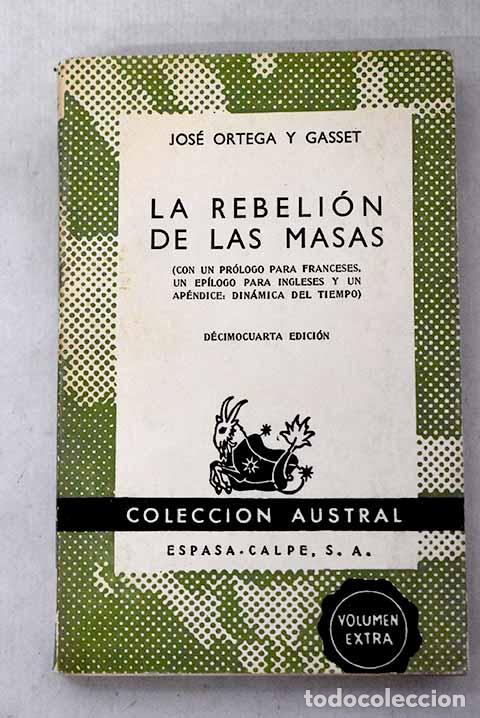 JOSÉ ORTEGA Y GASSET
LA REBELIÓN
DE LAS MASAS
(CON UN PRÓLOGO PARA FRANCESES,
UN EPÍLOGO PARA INGLESES Y UN
APÉNDICE: DINÁMICA DEL TIEMPO)
DÉCIMOCUARTA EDICIÓN
COLECCION AUSTRAL
ESPASA-CALPE, S. A.
VOLUMEN
EXTRA
todocoleccion